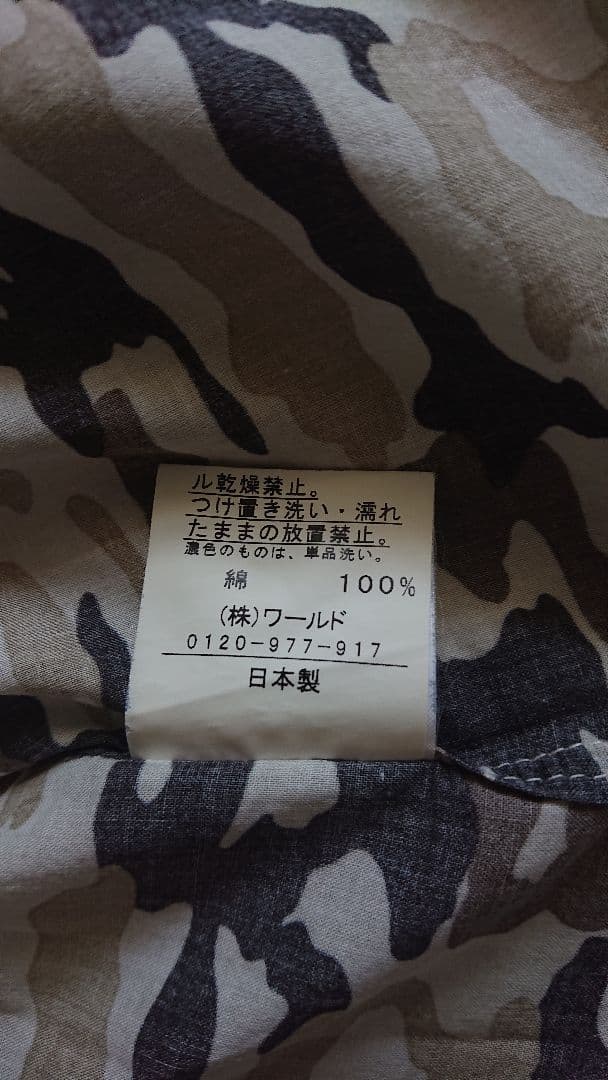 ル乾燥禁止。
つけ置き洗い・濡れ
たままの放置禁止。
濃色のものは、単品洗い。
綿 100%
(株)ワールド
0120-977-917
日本製